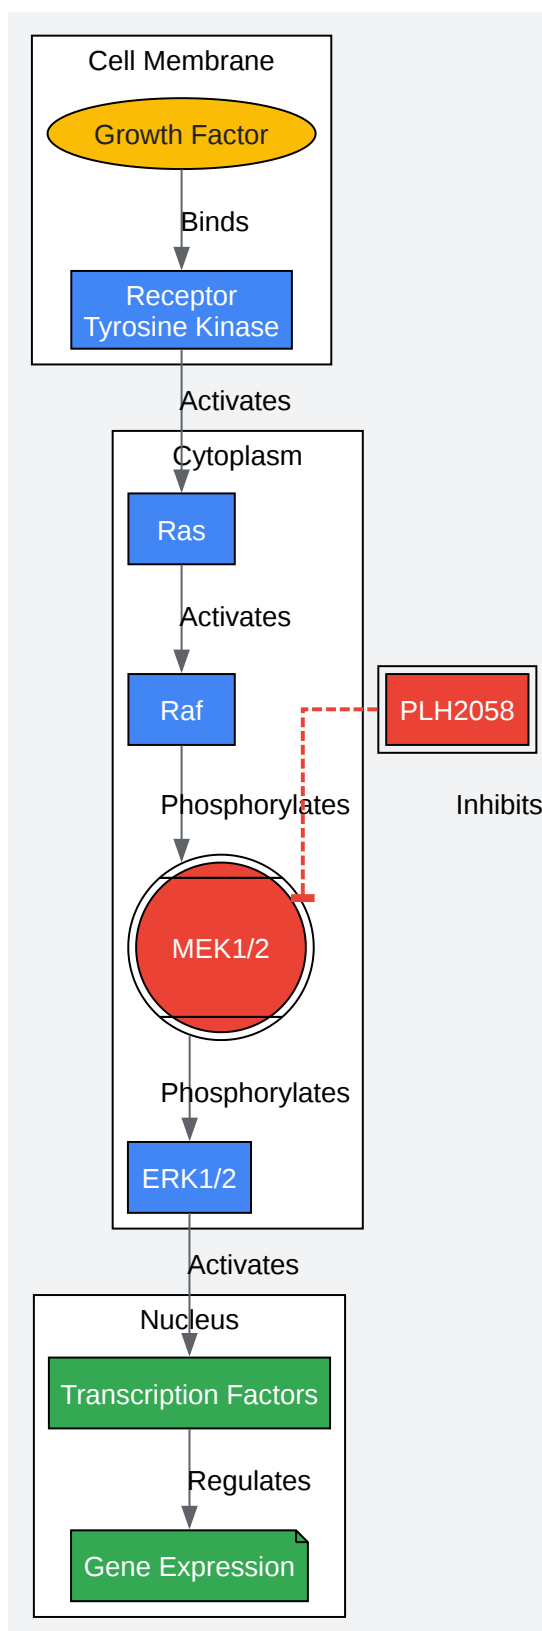 Cell Membrane
Growth Factor
Binds
Receptor
Tyrosine Kinase
Activates
Cytoplasm
Ras
Activates
Raf
PLH2058
Phosphorylates
Inhibits
MEK1/2
Phosphorylates
ERK1/2
Activates
Nucleus
Transcription Factors
Regulates
Gene Expression